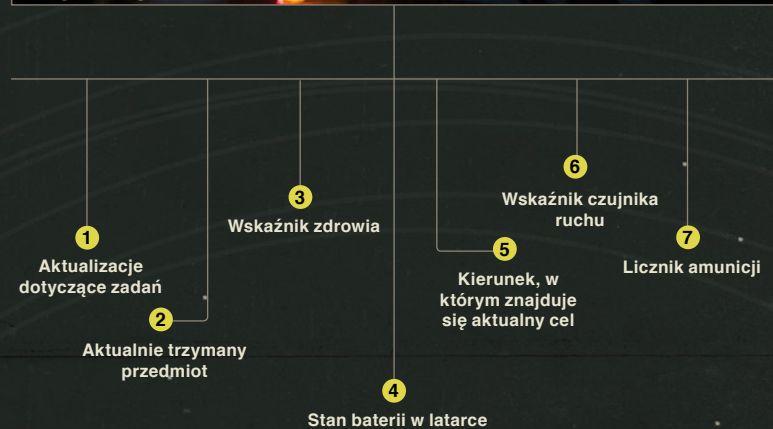 1
Aktualizacje
dotyczące zadań
2
Aktualnie trzymany
przedmiot
3
Wskaźnik zdrowia
4
Stan baterii w latarce
5
Kierunek, w
którym znajduje
się aktualny cel
6
Wskaźnik czujnika
ruchu
7
Licznik amunicji